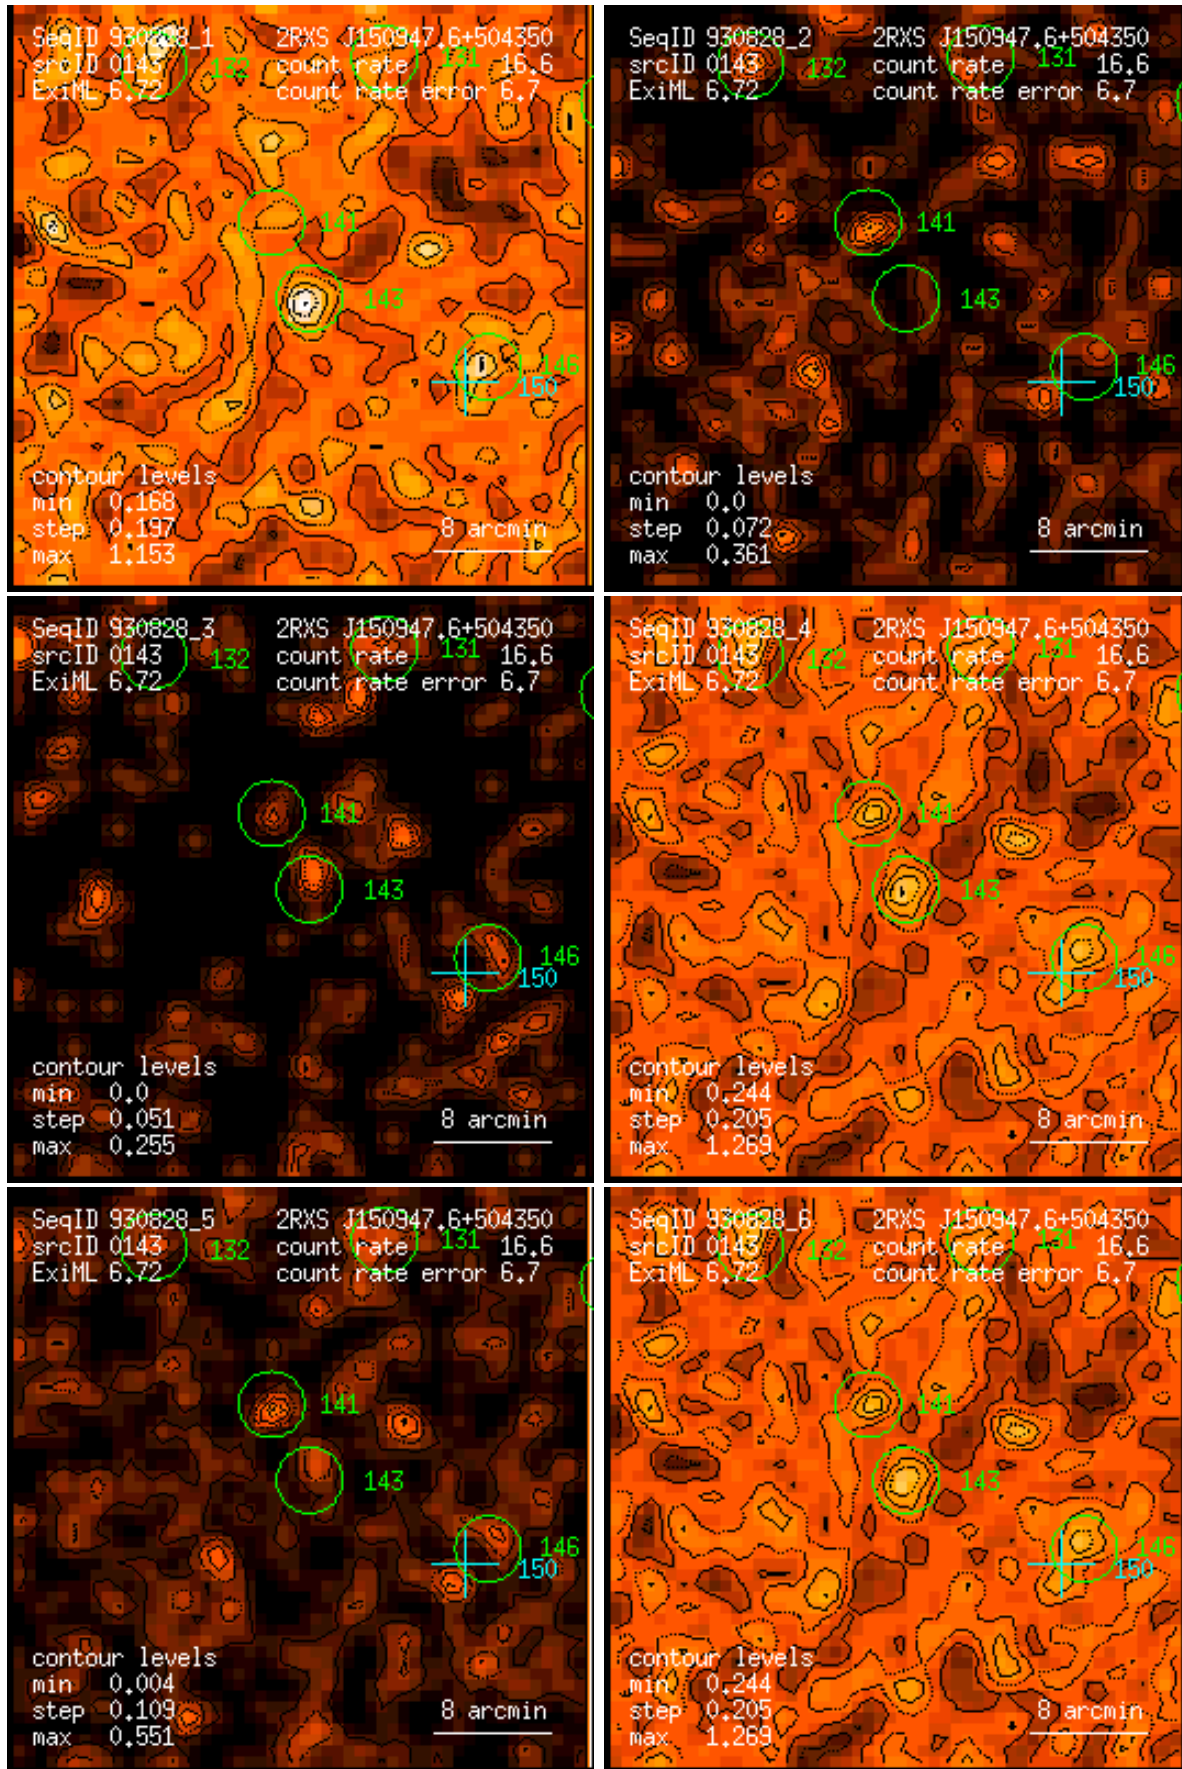 SeqID 930828_1 2RXS J150947.6+504350
srcID 0143 132 count rate 131 16.6
ExiML 6.72 count rate error 6.7
141
143
146
150
contour levels
min 0.168
step 0.197 8 arcmin
max 1.153
SeqID 930828_2 2RXS J150947.6+504350
srcID 0143 132 count rate 131 16.6
ExiML 6.72 count rate error 6.7
141
143
146
150
contour levels
min 0.0
step 0.072 8 arcmin
max 0.361
SeqID 930828_3 2RXS J150947.6+504350
srcID 0143 132 count rate 131 16.6
ExiML 6.72 count rate error 6.7
141
143
146
150
contour levels
min 0.0
step 0.051 8 arcmin
max 0.255
SeqID 930828_4 2RXS J150947.6+504350
srcID 0143 132 count rate 131 16.6
ExiML 6.72 count rate error 6.7
141
143
146
150
contour levels
min 0.244
step 0.205 8 arcmin
max 1.269
SeqID 930828_5 2RXS J150947.6+504350
srcID 0143 132 count rate 131 16.6
ExiML 6.72 count rate error 6.7
141
143
146
150
contour levels
min 0.004
step 0.109 8 arcmin
max 0.551
SeqID 930828_6 2RXS J150947.6+504350
srcID 0143 132 count rate 131 16.6
ExiML 6.72 count rate error 6.7
141
143
146
150
contour levels
min 0.244
step 0.205 8 arcmin
max 1.269